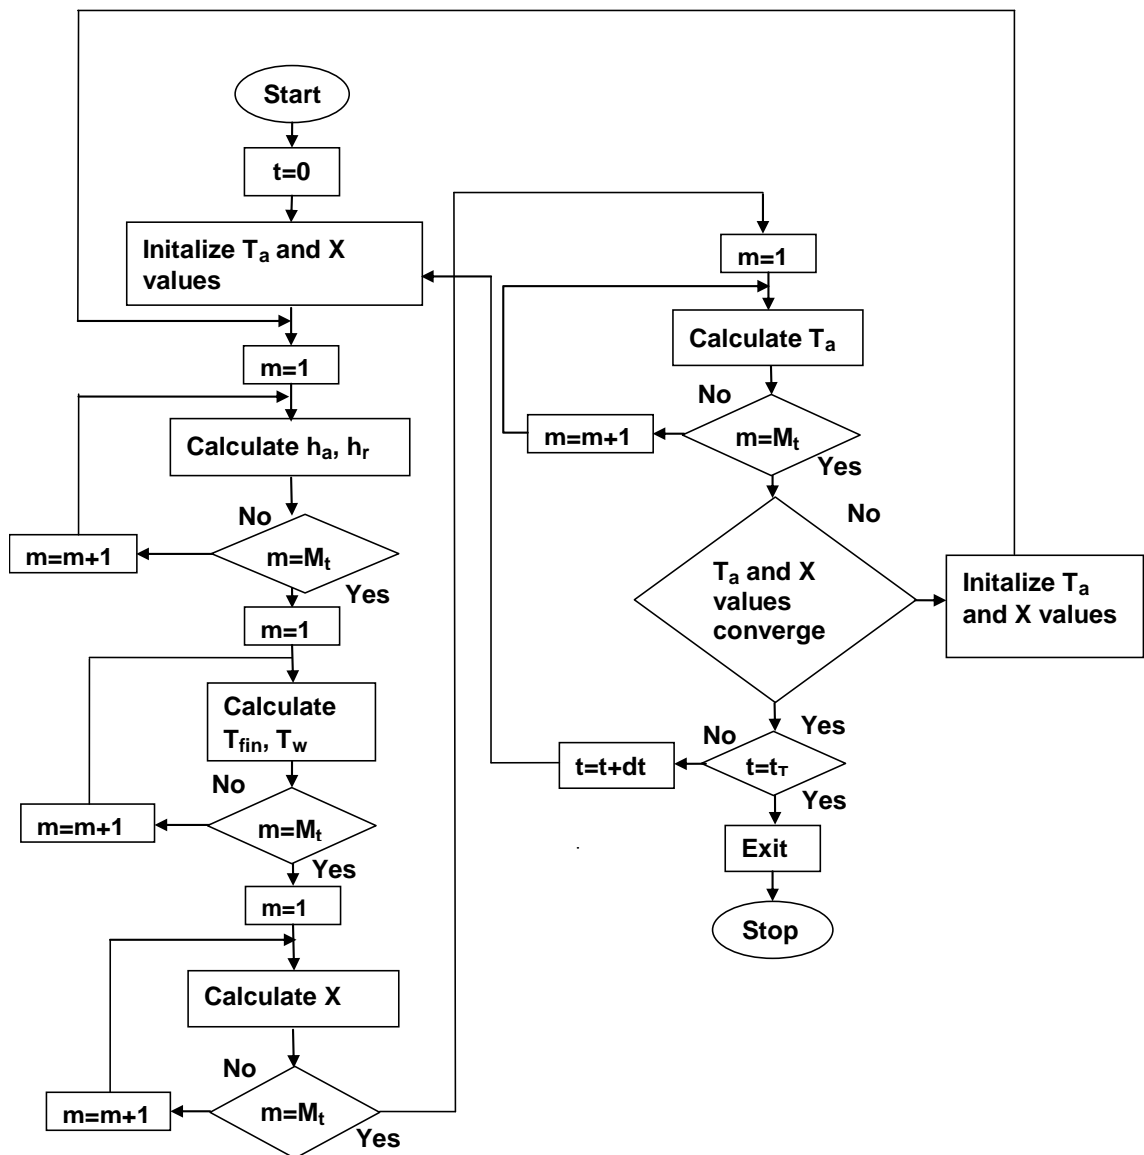 Start
t=0
Initalize Ta and X
values
m=1
Calculate ha, hr
No
m=Mt
m=m+1
Yes
m=1
Calculate
Tfin, Tw
No
m=Mt
m=m+1
Yes
m=1
Calculate X
No
m=Mt
m=m+1
Yes
m=1
Calculate Ta
No
m=Mt
m=m+1
Yes
Ta and X
values
converge
No
Initalize Ta
and X values
Yes
No
t=tT
t=t+dt
Yes
Exit
Stop